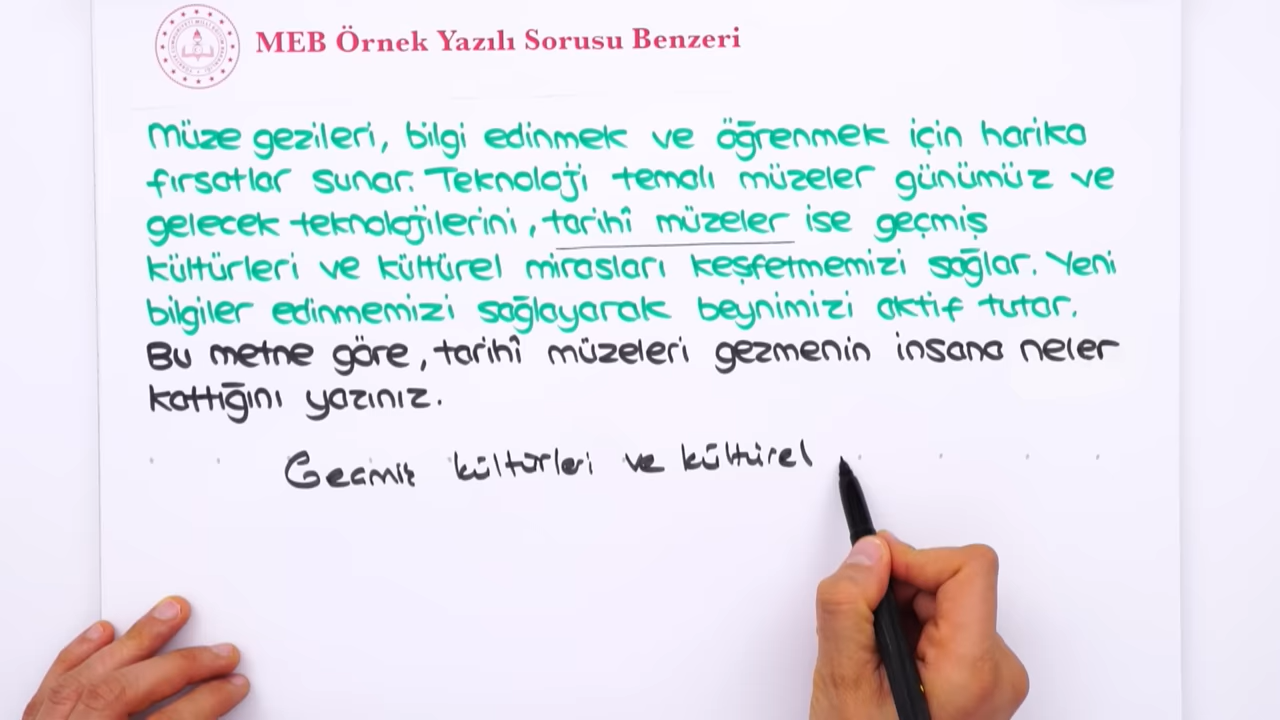 MEB Örnek Yazılı Sorusu Benzeri
Müze gezileri, bilgi edinmek ve öğrenmek için harika
fırsatlar sunar. Teknoloji temalı müzeler günümüz ve
gelecek teknolojilerini, tarihî müzeler ise geçmiş
kültürleri ve kültürel mirasları keşfetmemizi sağlar. Yeni
bilgiler edinmemizi sağlayarak beynimizi aktif tutar.
Bu metne göre, tarihî müzeleri gezmenin insana neler
kattığını yazınız.
Geçmiş kültürleri ve kültürel